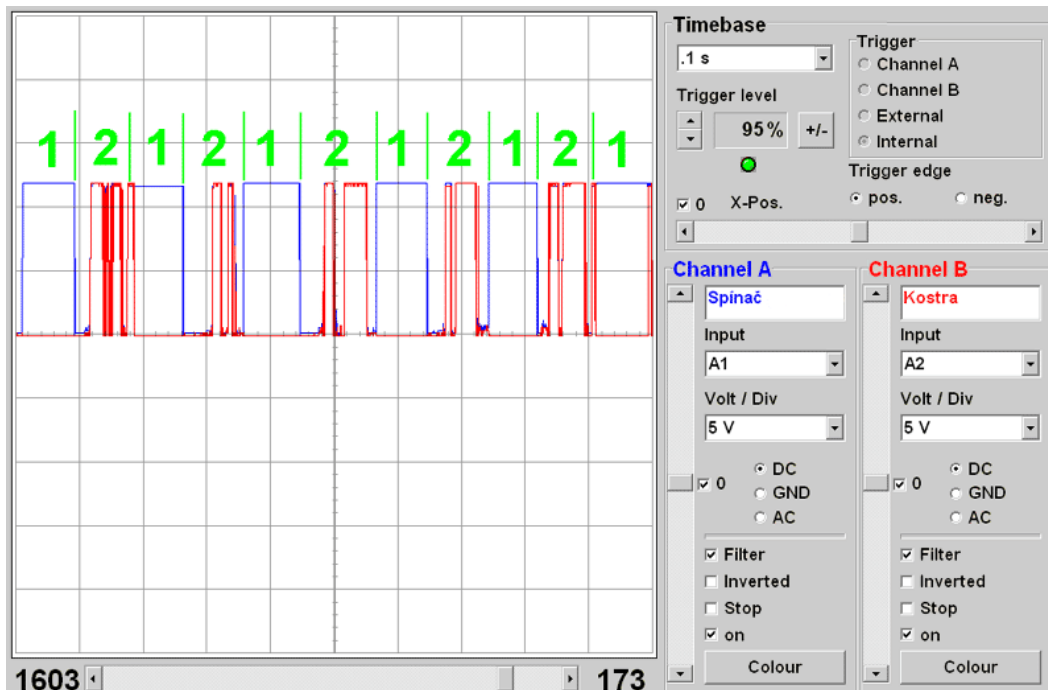 1 2 1 2 1 2 1 2 1 2 1
1603
173
Timebase
.1 s
Trigger level
95%
+/-
0 X-Pos.
Trigger
Channel A
Channel B
External
Internal
Trigger edge
pos. neg.
Channel A
Spínač
Input
A1
Volt / Div
5 V
0
DC
GND
AC
Filter
Inverted
Stop
on
Colour
Channel B
Kostra
Input
A2
Volt / Div
5 V
0
DC
GND
AC
Filter
Inverted
Stop
on
Colour